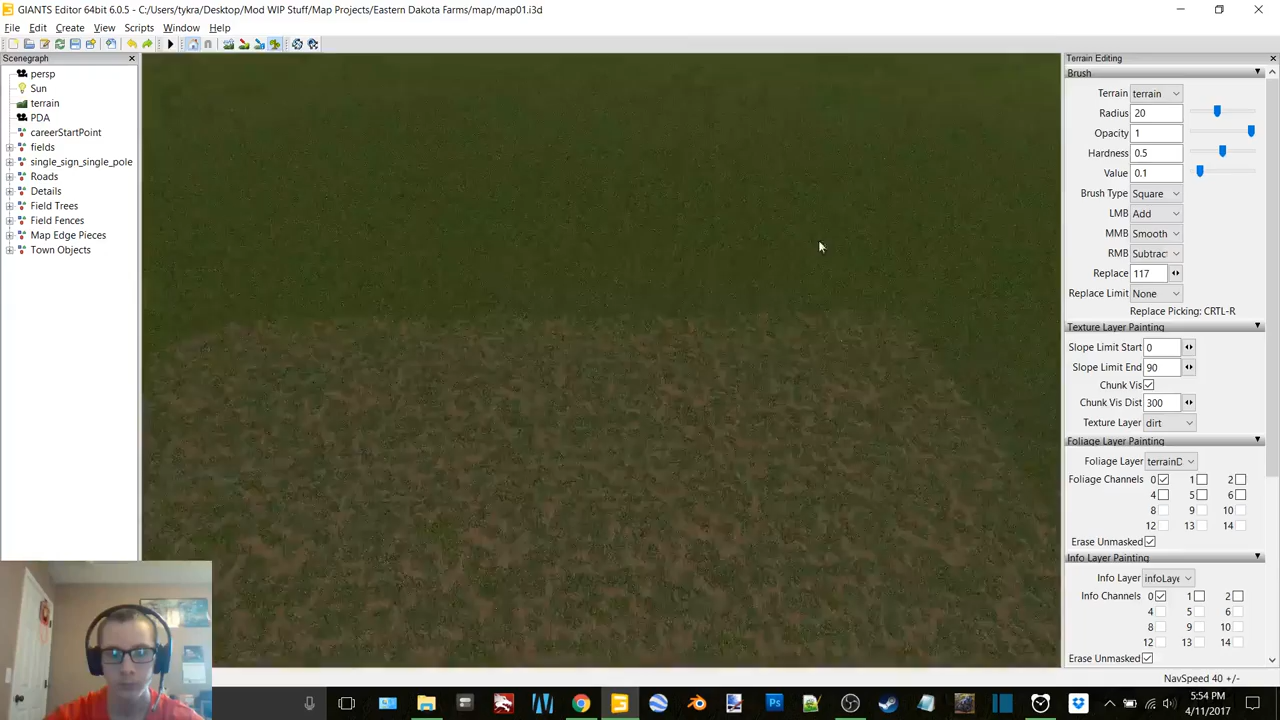 GIANTS Editor 64bit 6.0.5 - C:/Users/tykra/Desktop/Mod WIP Stuff/Map Projects/Eastern Dakota Farms/map/map01.i3d
File Edit Create View Scripts Window Help
Scenegraph
persp
Sun
terrain
PDA
careerStartPoint
fields
single_sign_single_pole
Roads
Details
Field Trees
Field Fences
Map Edge Pieces
Town Objects
Terrain Editing
Brush
Terrain terrain
Radius 20
Opacity 1
Hardness 0.5
Value 0.1
Brush Type Square
LMB Add
MMB Smooth
RMB Subtrac
Replace 117
Replace Limit None
Replace Picking: CRTL-R
Texture Layer Painting
Slope Limit Start 0
Slope Limit End 90
Chunk Vis
Chunk Vis Dist 300
Texture Layer dirt
Foliage Layer Painting
Foliage Layer terrainD
Foliage Channels 0 1 2
4 5 6
8 9 10
12 13 14
Erase Unmasked
Info Layer Painting
Info Layer infoLaye
Info Channels 0 1 2
4 5 6
8 9 10
12 13 14
Erase Unmasked
NavSpeed 40 +/-
5:54 PM
4/11/2017